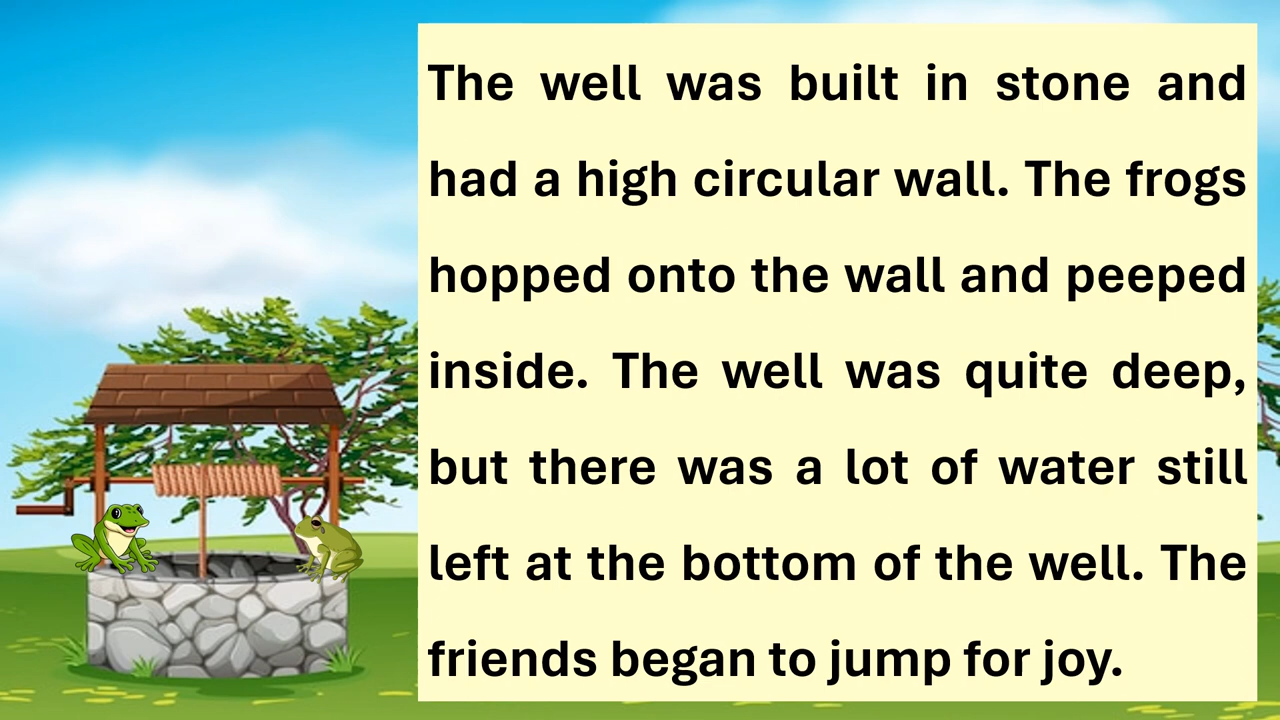 The well was built in stone and
had a high circular wall. The frogs
hopped onto the wall and peeped
inside. The well was quite deep,
but there was a lot of water still
left at the bottom of the well. The
friends began to jump for joy.